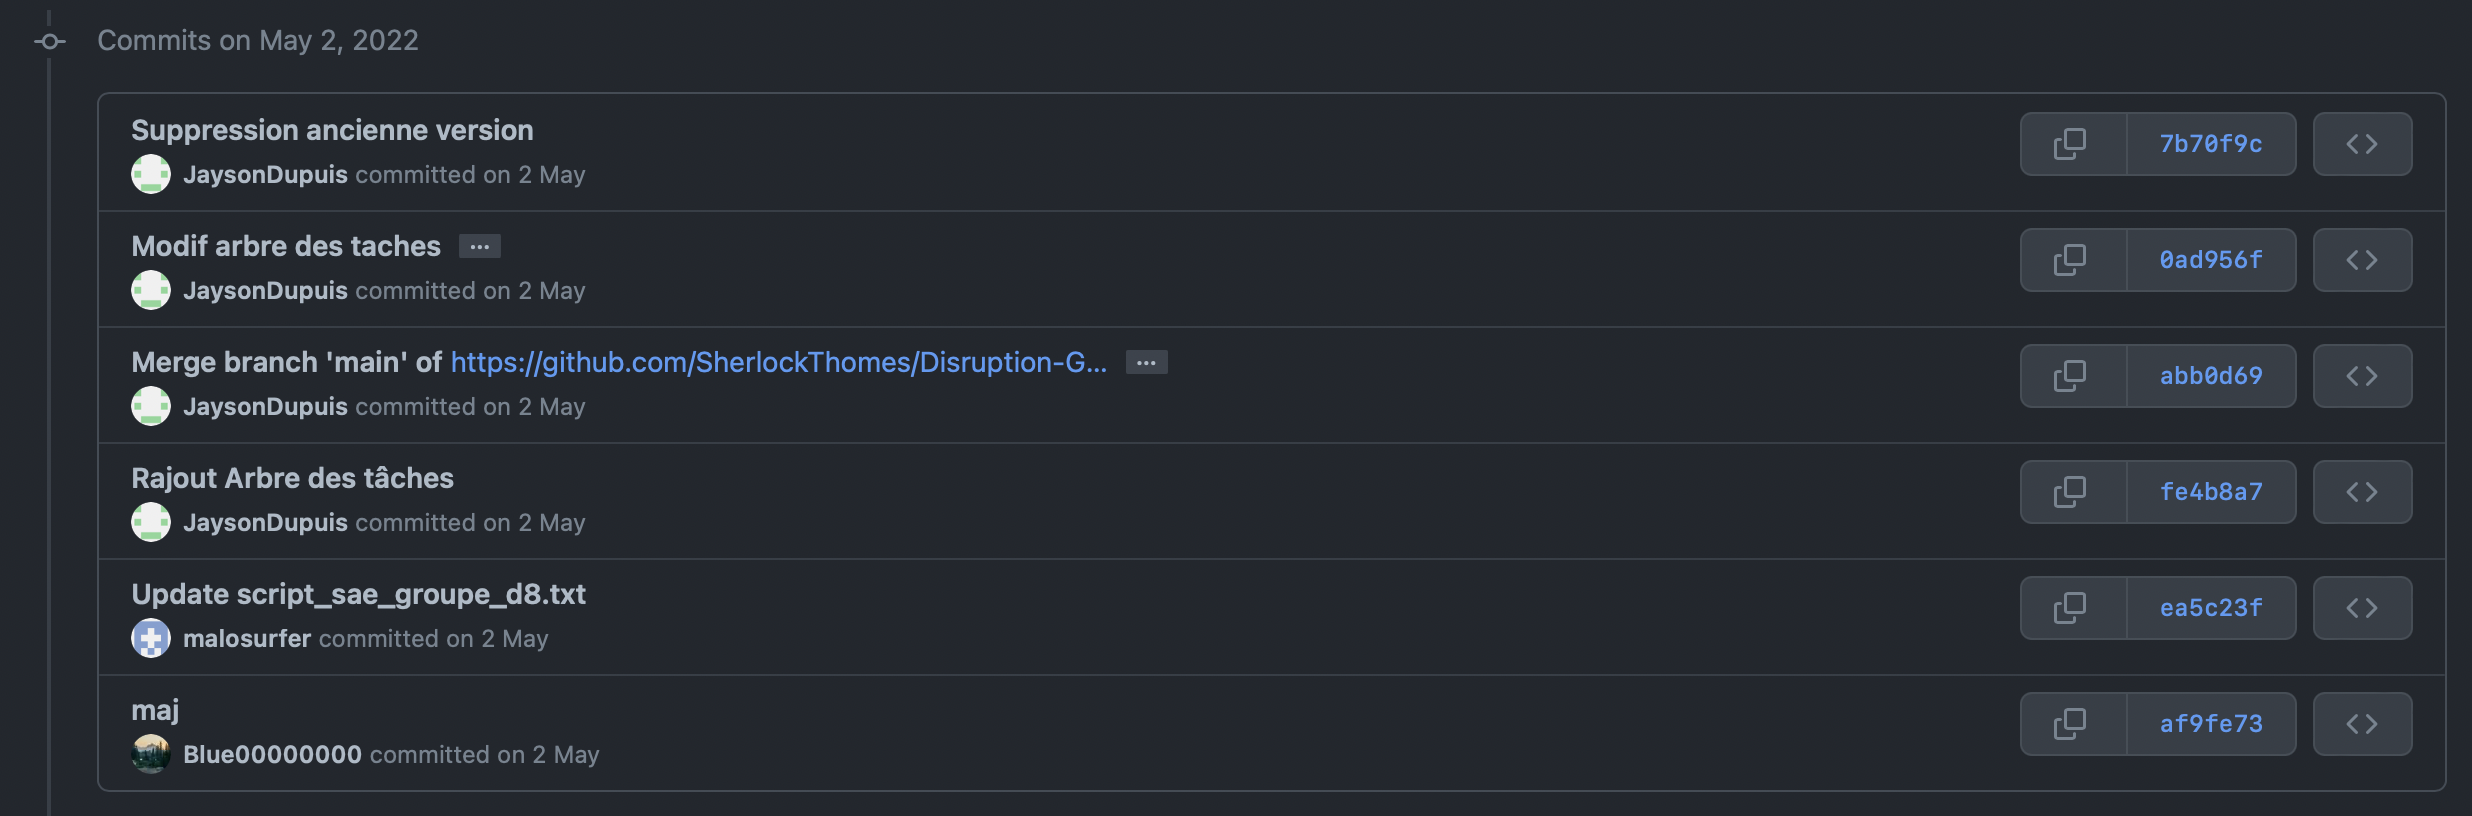 Commits on May 2, 2022
Suppression ancienne version
7b70f9c
JaysonDupuis committed on 2 May
Modif arbre des taches ...
0ad956f
JaysonDupuis committed on 2 May
Merge branch 'main' of https://github.com/SherlockThomes/Disruption-G... ...
abb0d69
JaysonDupuis committed on 2 May
Rajout Arbre des tâches
fe4b8a7
JaysonDupuis committed on 2 May
Update script_sae_groupe_d8.txt
ea5c23f
malosurfer committed on 2 May
maj
af9fe73
Blue00000000 committed on 2 May